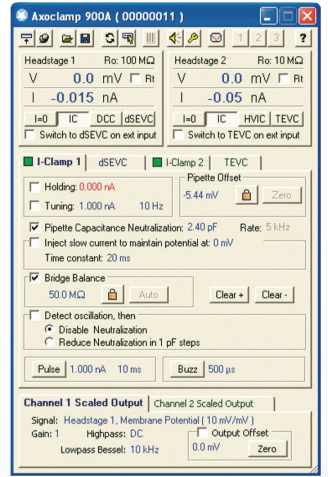 Axoclamp 900A ( 00000011 )
1 2 3 ?
Headstage 1 Ro: 100 MΩ
V 0.0 mV Rt
I -0.015 nA
I=0 IC DCC dSEVC
Switch to dSEVC on ext input
Headstage 2 Ro: 10 MΩ
V 0.0 mV Rt
I -0.05 nA
I=0 IC HVIC TEVC
Switch to TEVC on ext input
I-Clamp 1 dSEVC I-Clamp 2 TEVC
Holding: 0.000 nA
Tuning: 1.000 nA 10 Hz
Pipette Offset
-5.44 mV Zero
Pipette Capacitance Neutralization: 2.40 pF Rate: 5 kHz
Inject slow current to maintain potential at: 0 mV
Time constant: 20 ms
Bridge Balance
50.0 MΩ Auto Clear + Clear -
Detect oscillation, then
Disable Neutralization
Reduce Neutralization in 1 pF steps
Pulse 1.000 nA 10 ms Buzz 500 µs
Channel 1 Scaled Output Channel 2 Scaled Output
Signal: Headstage 1, Membrane Potential ( 10 mV/mV )
Gain: 1 Highpass: DC
Lowpass Bessel: 10 kHz
Output Offset
0.0 mV Zero